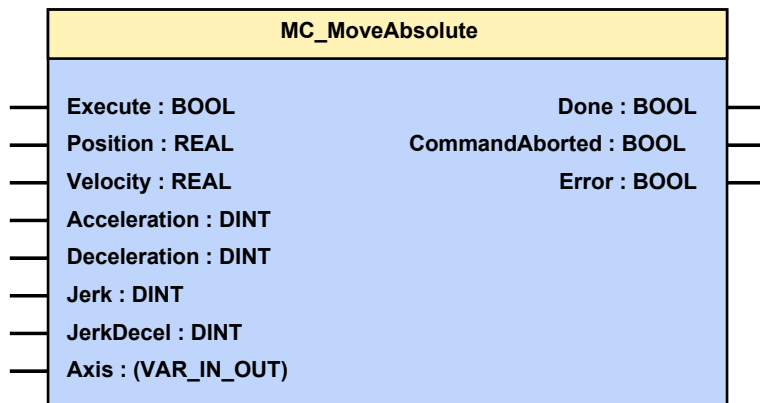 MC_MoveAbsolute
Execute : BOOL Done : BOOL
Position : REAL CommandAborted : BOOL
Velocity : REAL Error : BOOL
Acceleration : DINT
Deceleration : DINT
Jerk : DINT
JerkDecel : DINT
Axis : (VAR_IN_OUT)